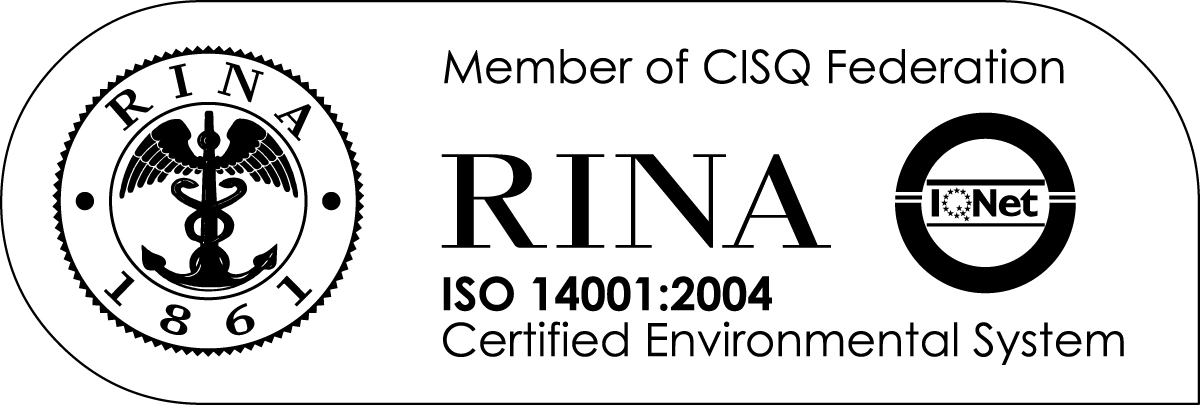 RINA
1861
Member of CISQ Federation
RINA
IQNet
ISO 14001:2004
Certified Environmental System